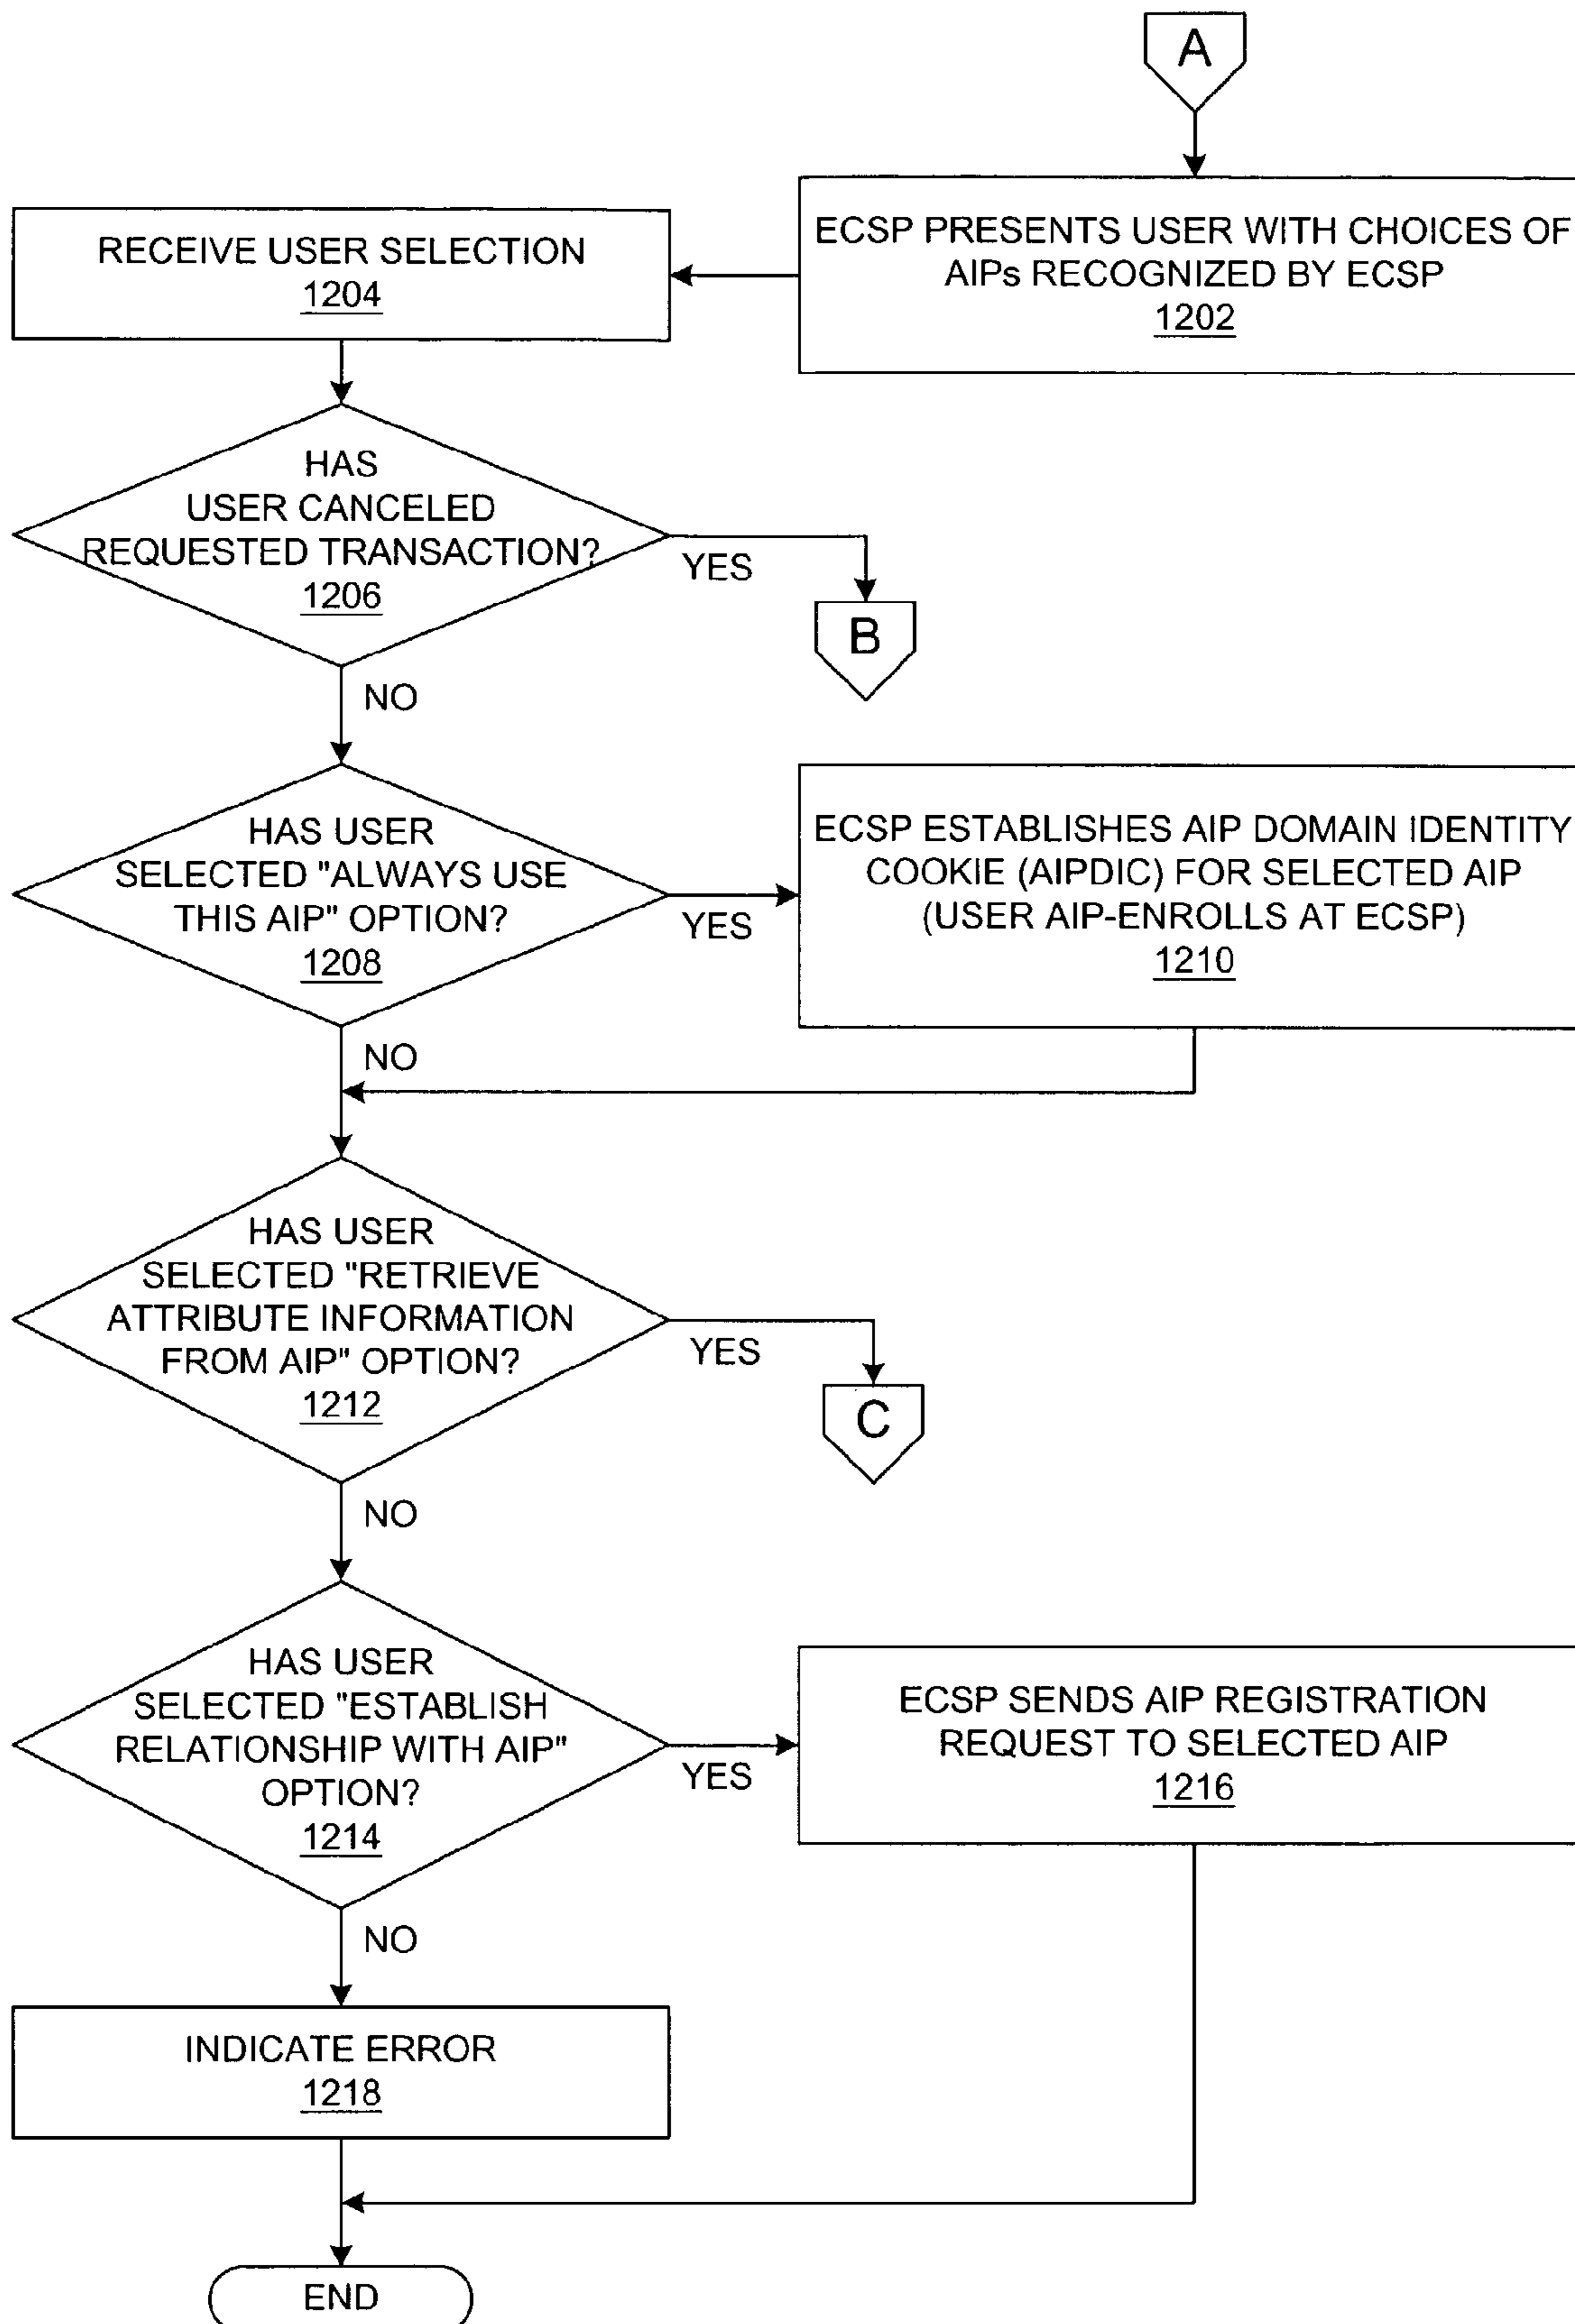 A
ECSP PRESENTS USER WITH CHOICES OF
AIPs RECOGNIZED BY ECSP
1202
RECEIVE USER SELECTION
1204
HAS
USER CANCELED
REQUESTED TRANSACTION?
1206
YES
B
NO
HAS USER
SELECTED "ALWAYS USE
THIS AIP" OPTION?
1208
YES
ECSP ESTABLISHES AIP DOMAIN IDENTITY
COOKIE (AIPDIC) FOR SELECTED AIP
(USER AIP-ENROLLS AT ECSP)
1210
NO
HAS USER
SELECTED "RETRIEVE
ATTRIBUTE INFORMATION
FROM AIP" OPTION?
1212
YES
C
NO
HAS USER
SELECTED "ESTABLISH
RELATIONSHIP WITH AIP"
OPTION?
1214
YES
ECSP SENDS AIP REGISTRATION
REQUEST TO SELECTED AIP
1216
NO
INDICATE ERROR
1218
END